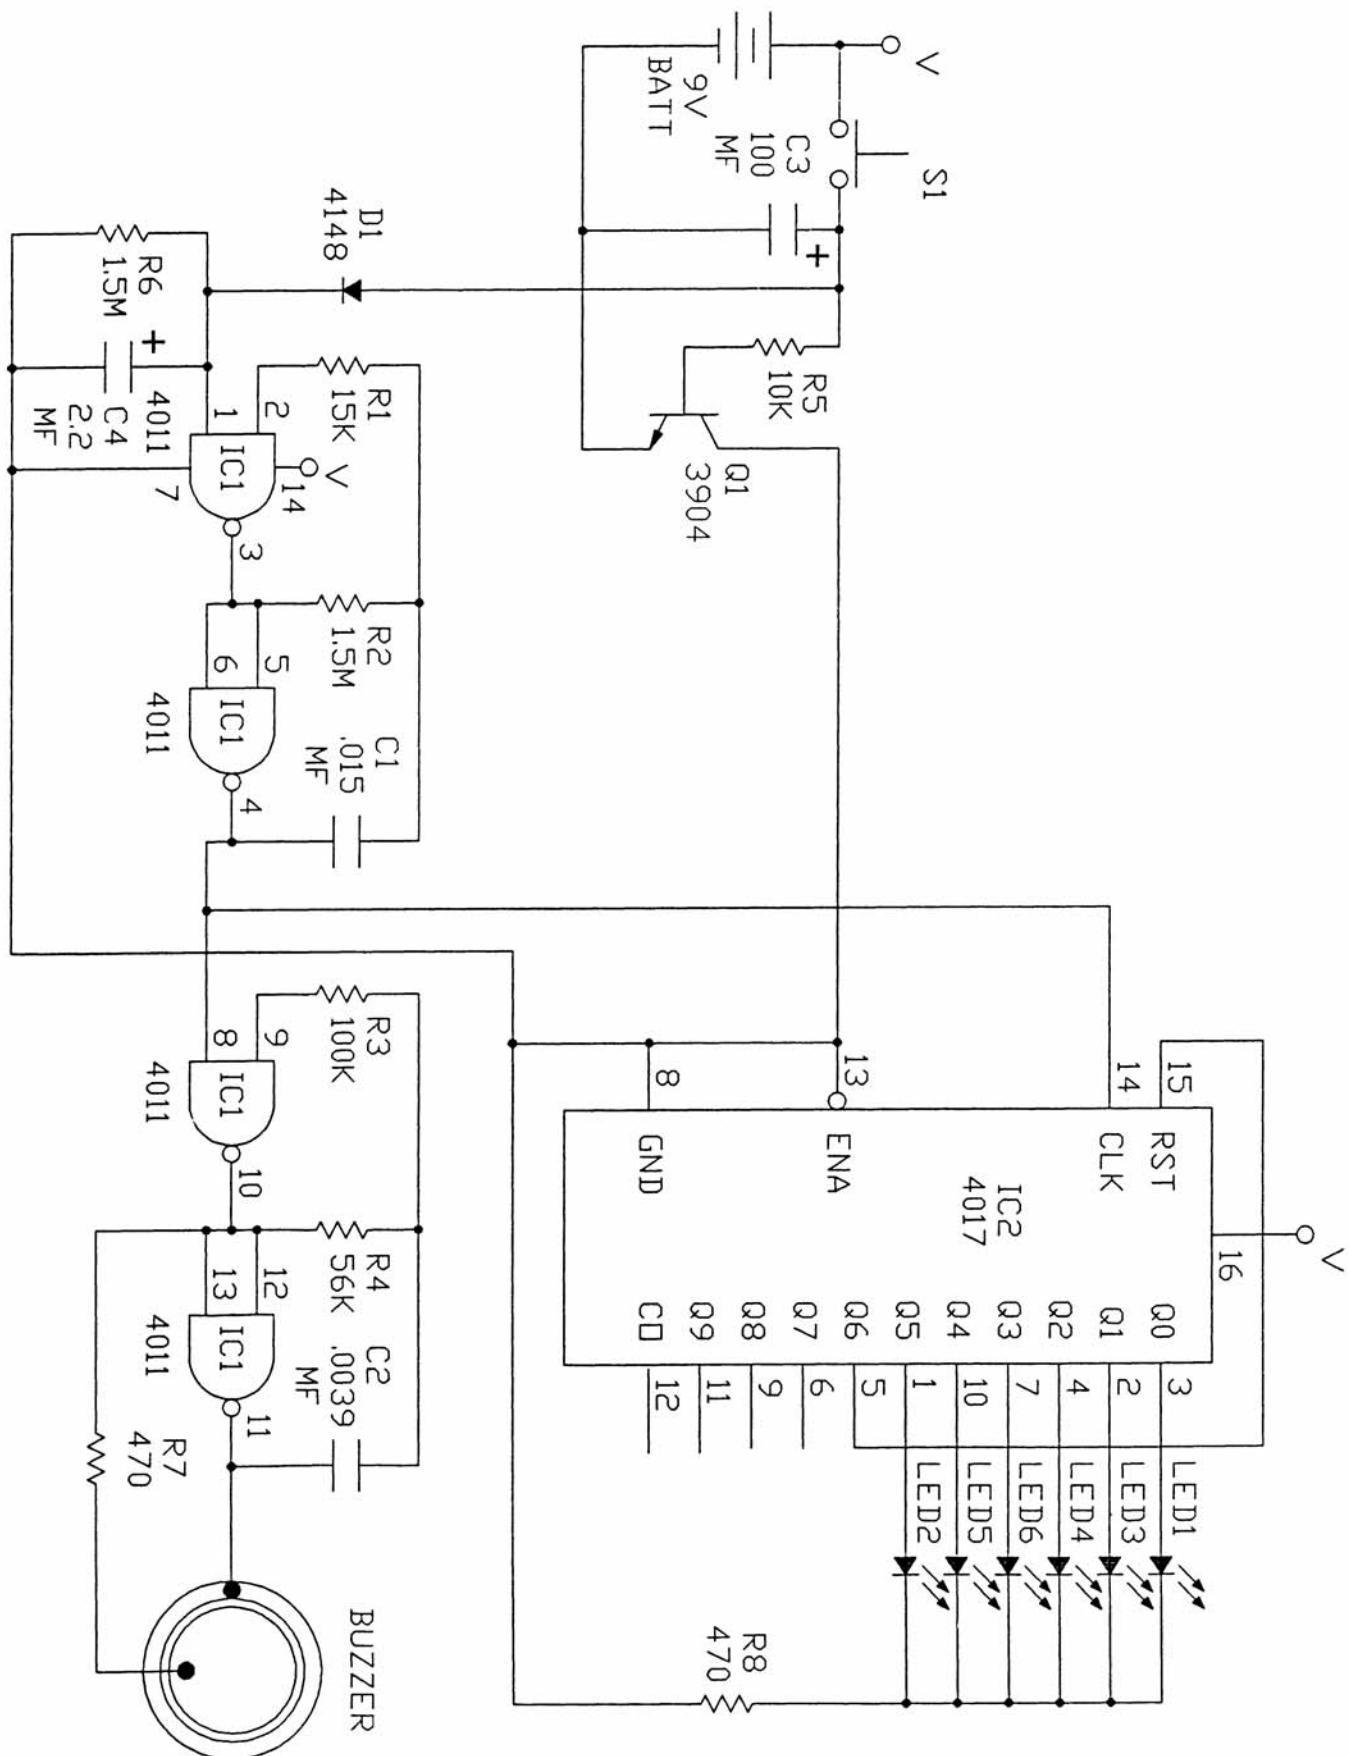 V
S1
9V
BATT
C3
100
MF
+
D1
4148
R5
10K
Q1
3904
R6
1.5M
+
C4
2.2
MF
4011
1
2
IC1
7
14
V
3
R1
15K
R2
1.5M
6
5
IC1
4011
4
C1
.015
MF
R3
100K
8
9
IC1
4011
10
R4
56K
13
12
IC1
4011
11
C2
.0039
MF
R7
470
BUZZER
15
14
13
8
RST
CLK
ENA
GND
IC2
4017
16
V
Q0
Q1
Q2
Q3
Q4
Q5
Q6
Q7
Q8
Q9
CO
3
2
4
7
10
1
5
6
9
11
12
LED1
LED3
LED4
LED6
LED5
LED2
R8
470